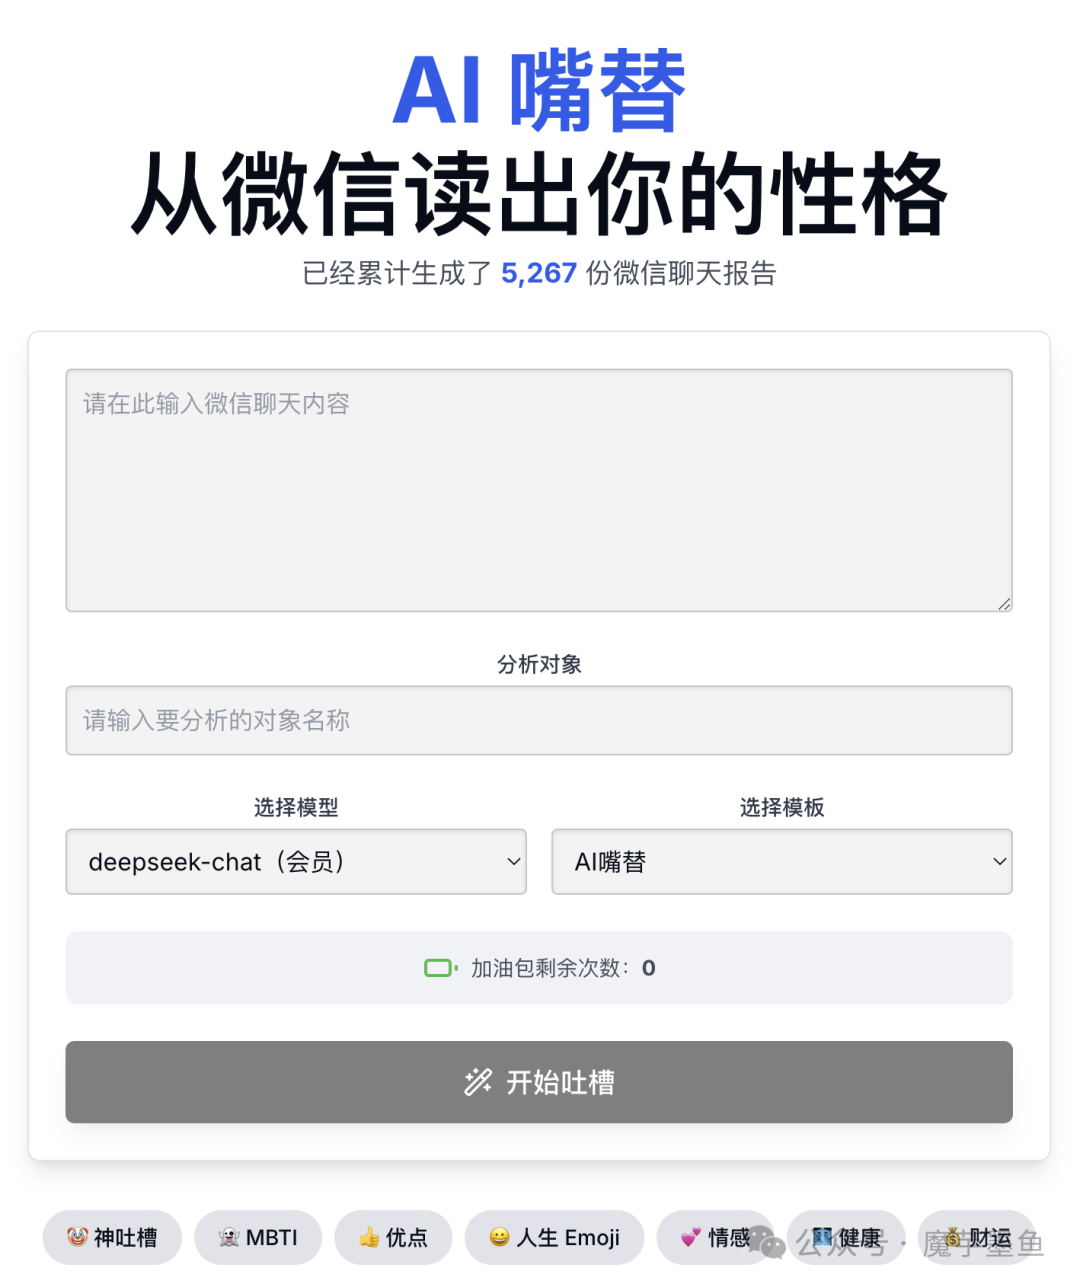 AI 嘴替
从微信读出你的性格
已经累计生成了 5,267 份微信聊天报告
请在此输入微信聊天内容
分析对象
请输入要分析的对象名称
选择模型
选择模板
deepseek-chat（会员）
AI嘴替
加油包剩余次数：0
开始吐槽
神吐槽
MBTI
优点
人生 Emoji
情感
健康
财运
公众号 · 魔芋墨鱼